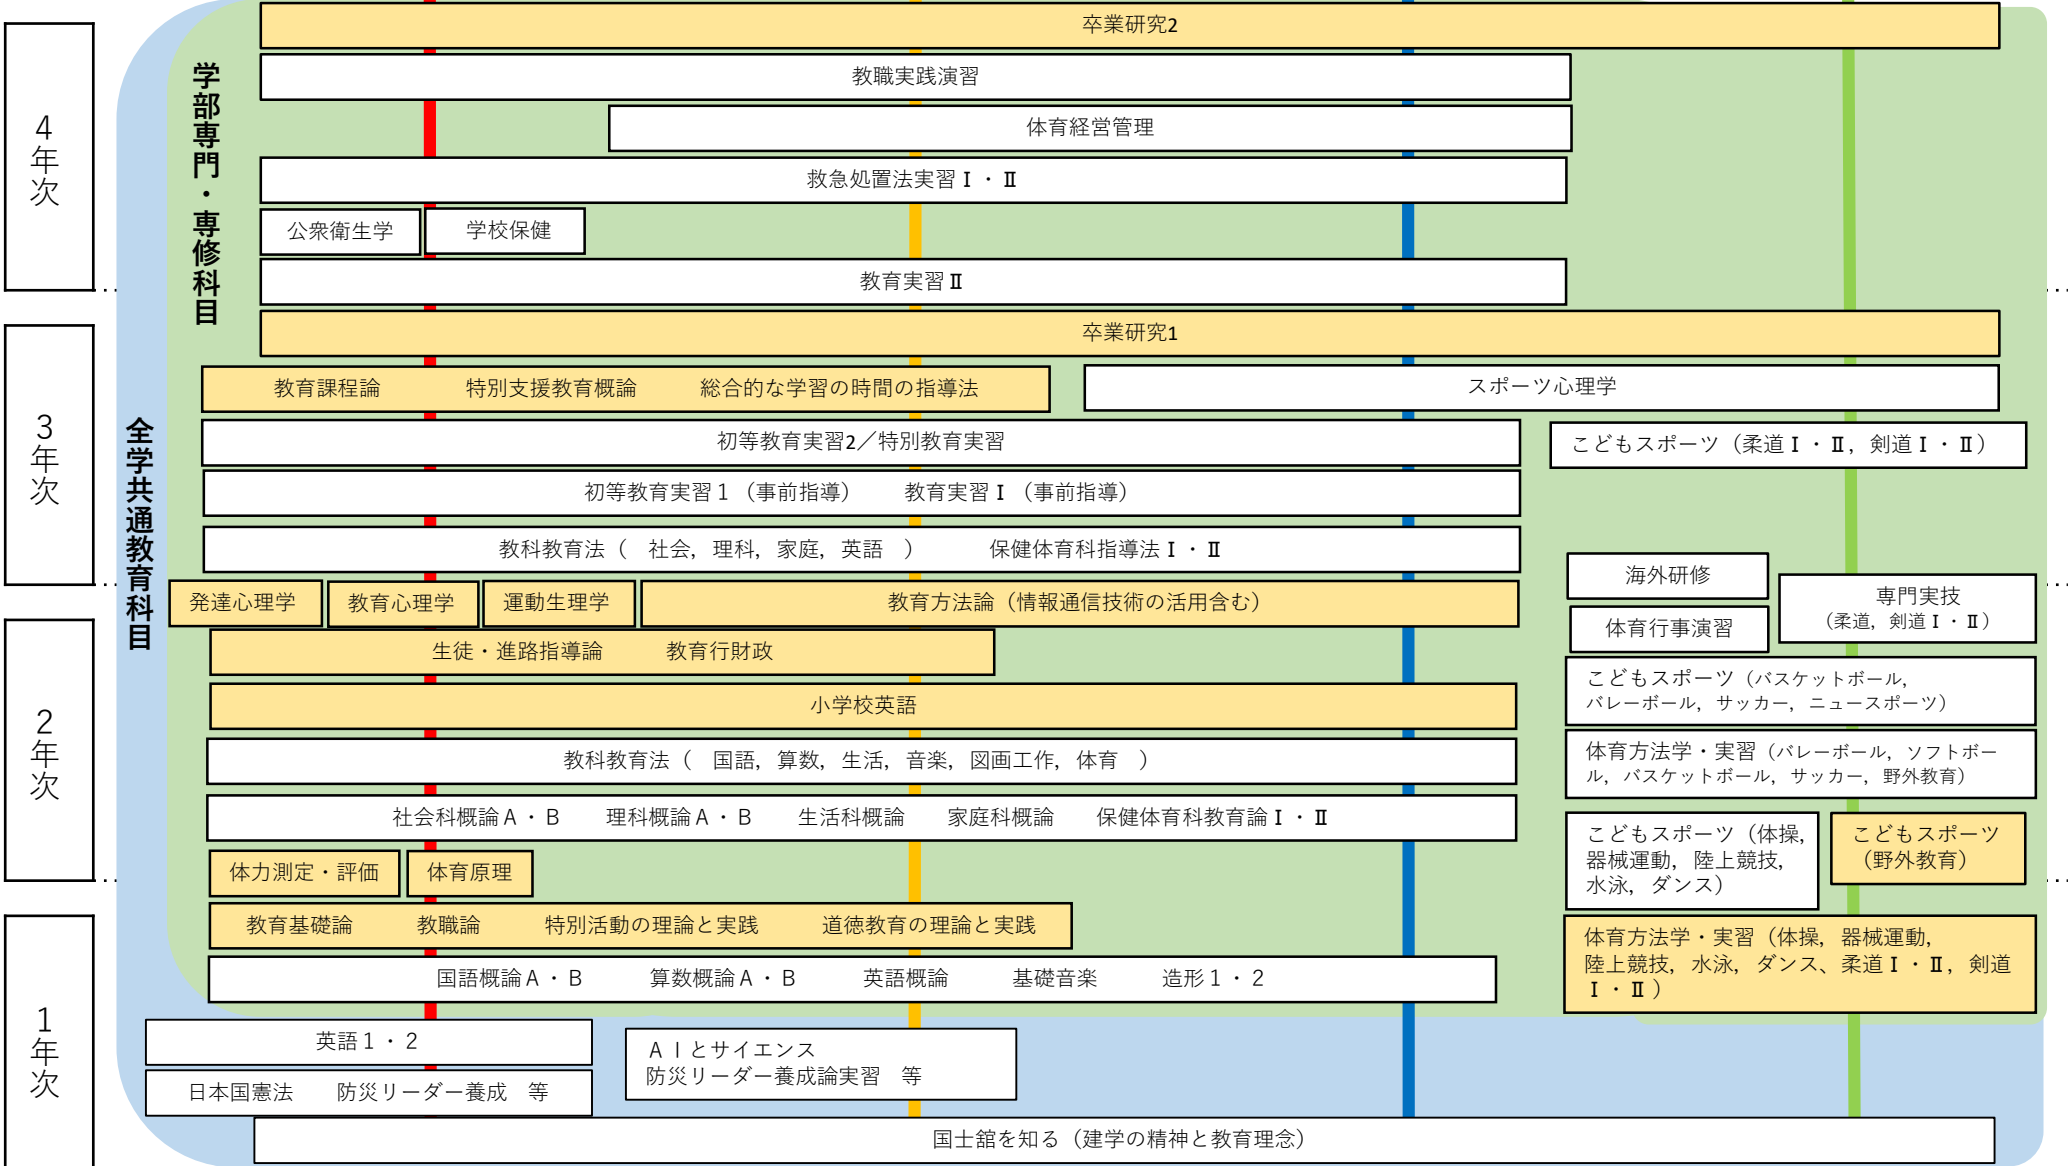 卒業研究2
教職実践演習
体育経営管理
救急処置法実習Ⅰ・Ⅱ
公衆衛生学
学校保健
教育実習Ⅱ
4年次
学部専門・専修科目
卒業研究1
教育課程論　特別支援教育概論　総合的な学習の時間の指導法
スポーツ心理学
初等教育実習2／特別教育実習
こどもスポーツ（柔道Ⅰ・Ⅱ，剣道Ⅰ・Ⅱ）
初等教育実習１（事前指導）　教育実習Ⅰ（事前指導）
教科教育法（　社会，理科，家庭，英語　）　保健体育科指導法Ⅰ・Ⅱ
3年次
全学共通教育科目
海外研修
専門実技
（柔道，剣道Ⅰ・Ⅱ）
発達心理学
教育心理学
運動生理学
教育方法論（情報通信技術の活用含む）
体育行事演習
生徒・進路指導論　教育行財政
小学校英語
こどもスポーツ（バスケットボール，
バレーボール，サッカー，ニュースポーツ）
教科教育法（　国語，算数，生活，音楽，図画工作，体育　）
体育方法学・実習（バレーボール，ソフトボー
ル，バスケットボール，サッカー，野外教育）
社会科概論Ａ・Ｂ　理科概論Ａ・Ｂ　生活科概論　家庭科概論　保健体育科教育論Ⅰ・Ⅱ
2年次
体力測定・評価
体育原理
こどもスポーツ（体操，
器械運動，陸上競技，
水泳，ダンス）
こどもスポーツ
（野外教育）
教育基礎論　教職論　特別活動の理論と実践　道徳教育の理論と実践
体育方法学・実習（体操，器械運動，
陸上競技，水泳，ダンス、柔道Ⅰ・Ⅱ，剣道
Ⅰ・Ⅱ）
国語概論Ａ・Ｂ　算数概論Ａ・Ｂ　英語概論　基礎音楽　造形１・２
1年次
英語１・２
ＡＩとサイエンス
防災リーダー養成論実習　等
日本国憲法　防災リーダー養成　等
国士舘を知る（建学の精神と教育理念）